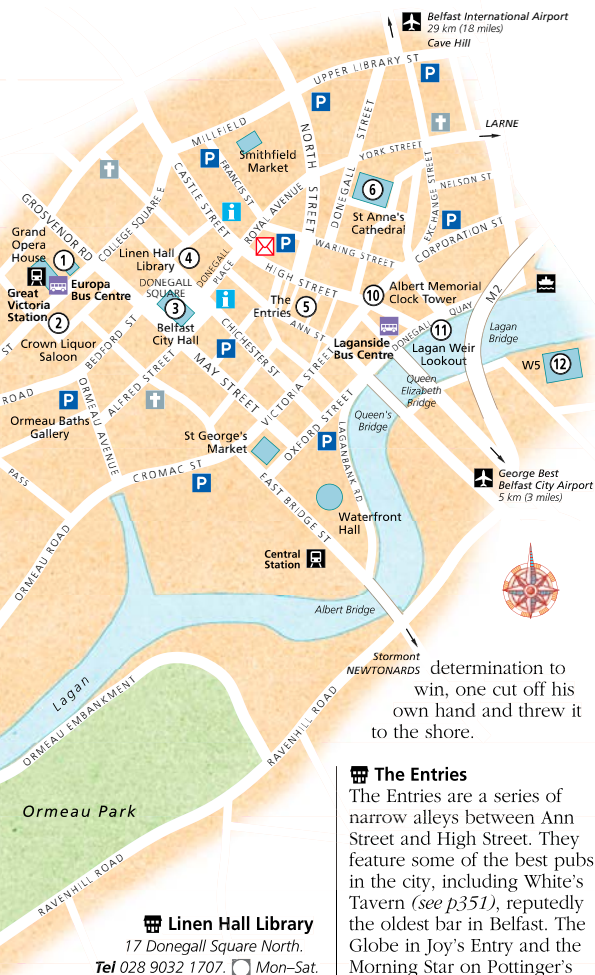 Belfast International Airport
29 km (18 miles)
Cave Hill
UPPER LIBRARY ST
P
P
LARNE
MILLFIELD
NORTH STREET
DONEGALL STREET
YORK STREET
Smithfield
Market
P
FRANCIS ST
CASTLE STREET
ROYAL AVENUE
6
St Anne's
Cathedral
EXCHANGE STREET
NELSON ST
P
CORPORATION ST
GROSVENOR RD
COLLEGE SQUARE E
i
P
WARING STREET
Grand
Opera
House
1
Linen Hall
Library
4
DONEGALL
PLACE
HIGH STREET
Great
Victoria
Station
Europa
Bus Centre
DONEGALL
SQUARE
3
Belfast
City Hall
i
The
Entries
5
ANN ST
10
Albert Memorial
Clock Tower
M2
2
Crown Liquor
Saloon
BEDFORD ST
CHICHESTER ST
P
Laganside
Bus Centre
DONEGALL QUAY
11
Lagan Weir
Lookout
Lagan
Bridge
W5
12
ST
ROAD
MAY STREET
VICTORIA STREET
Queen
Elizabeth
Bridge
ALFRED STREET
ORMEAU AVENUE
P
Ormeau Baths
Gallery
Queen's
Bridge
St George's
Market
OXFORD STREET
P
LAGANBANK RD
PASS
CROMAC ST
P
George Best
Belfast City Airport
5 km (3 miles)
EAST BRIDGE ST
Waterfront
Hall
ORMEAU ROAD
Central
Station
Albert Bridge
Stormont
NEWTONARDS
Lagan
ORMEAU EMBANKMENT
RAVENHILL ROAD
Ormeau Park
RAVENHILL ROAD
determination to
win, one cut off his
own hand and threw it
to the shore.
The Entries
The Entries are a series of
narrow alleys between Ann
Street and High Street. They
feature some of the best pubs
in the city, including White's
Tavern (see p351), reputedly
the oldest bar in Belfast. The
Globe in Joy's Entry and the
Morning Star on Pottinger's
Linen Hall Library
17 Donegall Square North.
Tel 028 9032 1707. Mon–Sat.